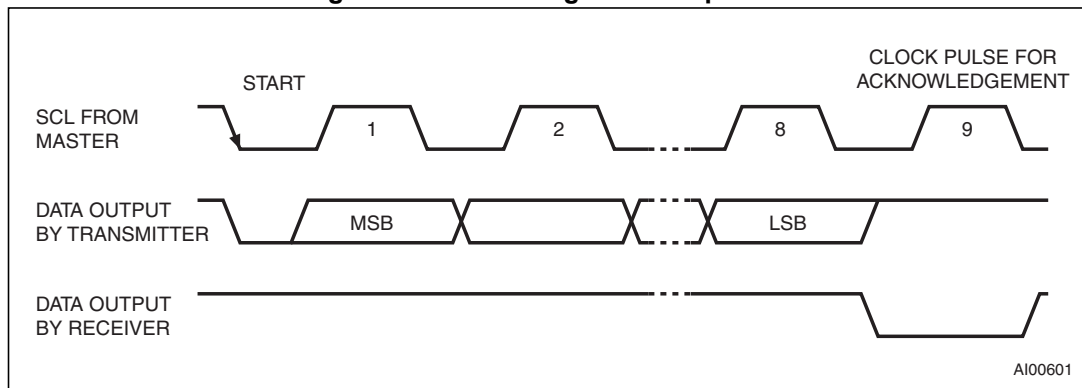 START
CLOCK PULSE FOR
ACKNOWLEDGEMENT
SCL FROM
MASTER
1
2
8
9
DATA OUTPUT
BY TRANSMITTER
MSB
LSB
DATA OUTPUT
BY RECEIVER
AI00601